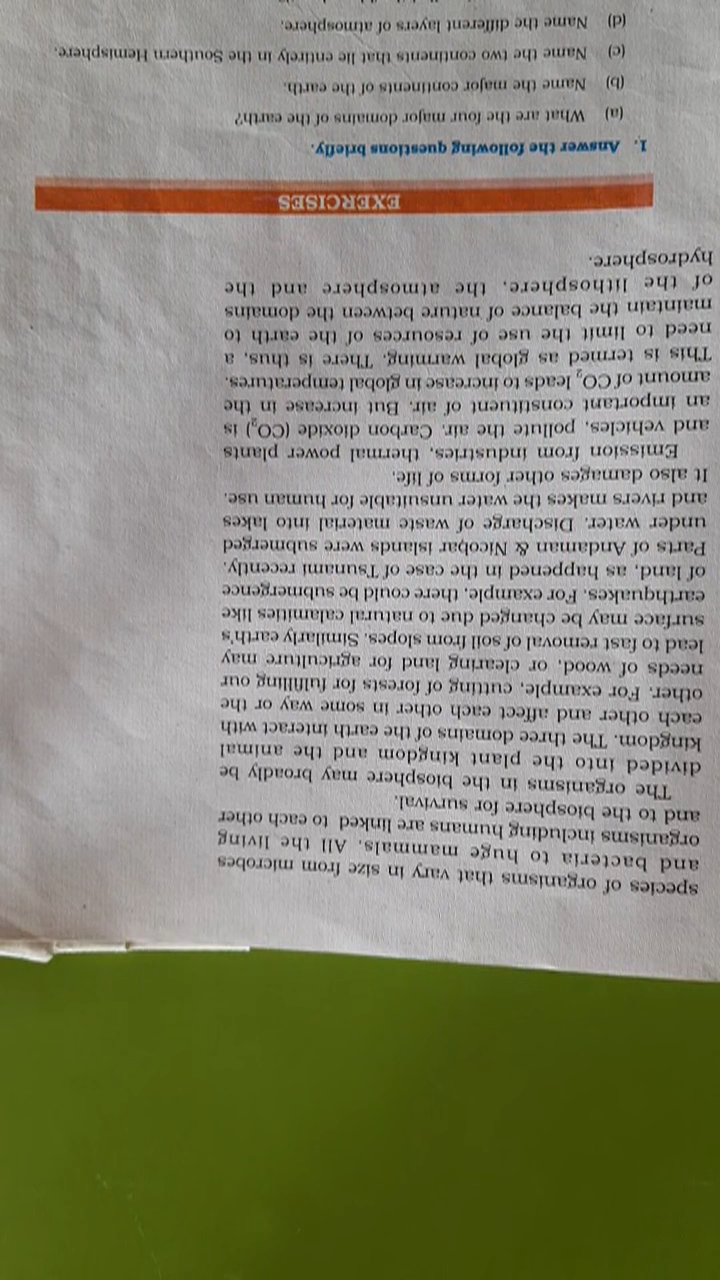 species of organisms that vary in size from microbes
and bacteria to huge mammals. All the living
organisms including humans are linked to each other
and to the biosphere for survival.
The organisms in the biosphere may broadly be
divided into the plant kingdom and the animal
kingdom. The three domains of the earth interact with
each other and affect each other in some way or the
other. For example, cutting of forests for fulfilling our
needs of wood, or clearing land for agriculture may
lead to fast removal of soil from slopes. Similarly earth's
surface may be changed due to natural calamities like
earthquakes. For example, there could be submergence
of land, as happened in the case of Tsunami recently.
Parts of Andaman & Nicobar islands were submerged
under water. Discharge of waste material into lakes
and rivers makes the water unsuitable for human use.
It also damages other forms of life.
Emission from industries, thermal power plants
and vehicles, pollute the air. Carbon dioxide (CO₂) is
an important constituent of air. But increase in the
amount of CO₂ leads to increase in global temperatures.
This is termed as global warming. There is thus, a
need to limit the use of resources of the earth to
maintain the balance of nature between the domains
of the lithosphere, the atmosphere and the
hydrosphere.
EXERCISES
1. Answer the following questions briefly.
(a) What are the four major domains of the earth?
(b) Name the major continents of the earth.
(c) Name the two continents that lie entirely in the Southern Hemisphere.
(d) Name the different layers of atmosphere.